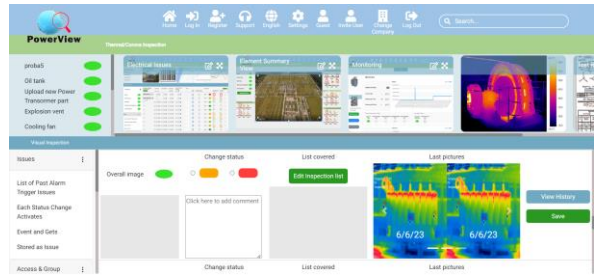 PowerView
Home
Log In
Register
Support
English
Settings
Guest
Invite User
Change Company
Log Out
Search...
Thermal/Corona Inspection
proba5
Oil tank
Upload new Power
Transormer part
Explosion vent
Cooling fan
Electrical Issues
Element Summary
View
Monitoring
Visual Inspection
Issues
List of Past Alarm
Trigger Issues
Each Status Change
Activates
Event and Gets
Stored as Issue
Access & Group
Change status
List covered
Last pictures
Overall image
Click here to add comment
Edit Inspection list
6/6/23
6/6/23
View History
Save
Change status
List covered
Last pictures